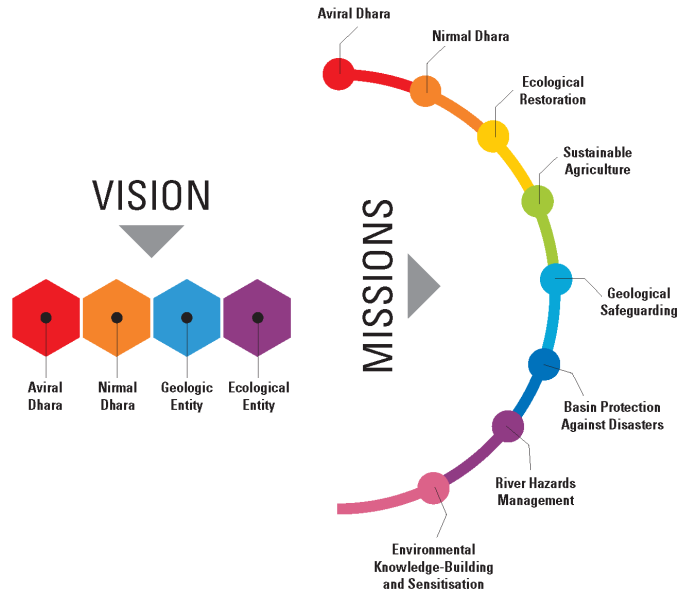 VISION
Aviral
Dhara
Nirmal
Dhara
Geologic
Entity
Ecological
Entity
MISSIONS
Aviral Dhara
Nirmal Dhara
Ecological
Restoration
Sustainable
Agriculture
Geological
Safeguarding
Basin Protection
Against Disasters
River Hazards
Management
Environmental
Knowledge-Building
and Sensitisation